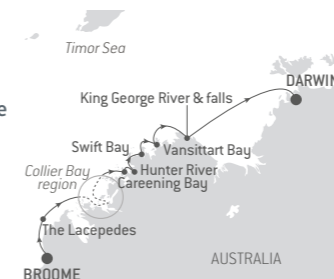 Timor Sea
e
DARWIN
King George River & falls
Swift Bay
Vansittart Bay
Collier Bay
region
Hunter River
Careening Bay
The Lacepedes
AUSTRALIA
BROOME